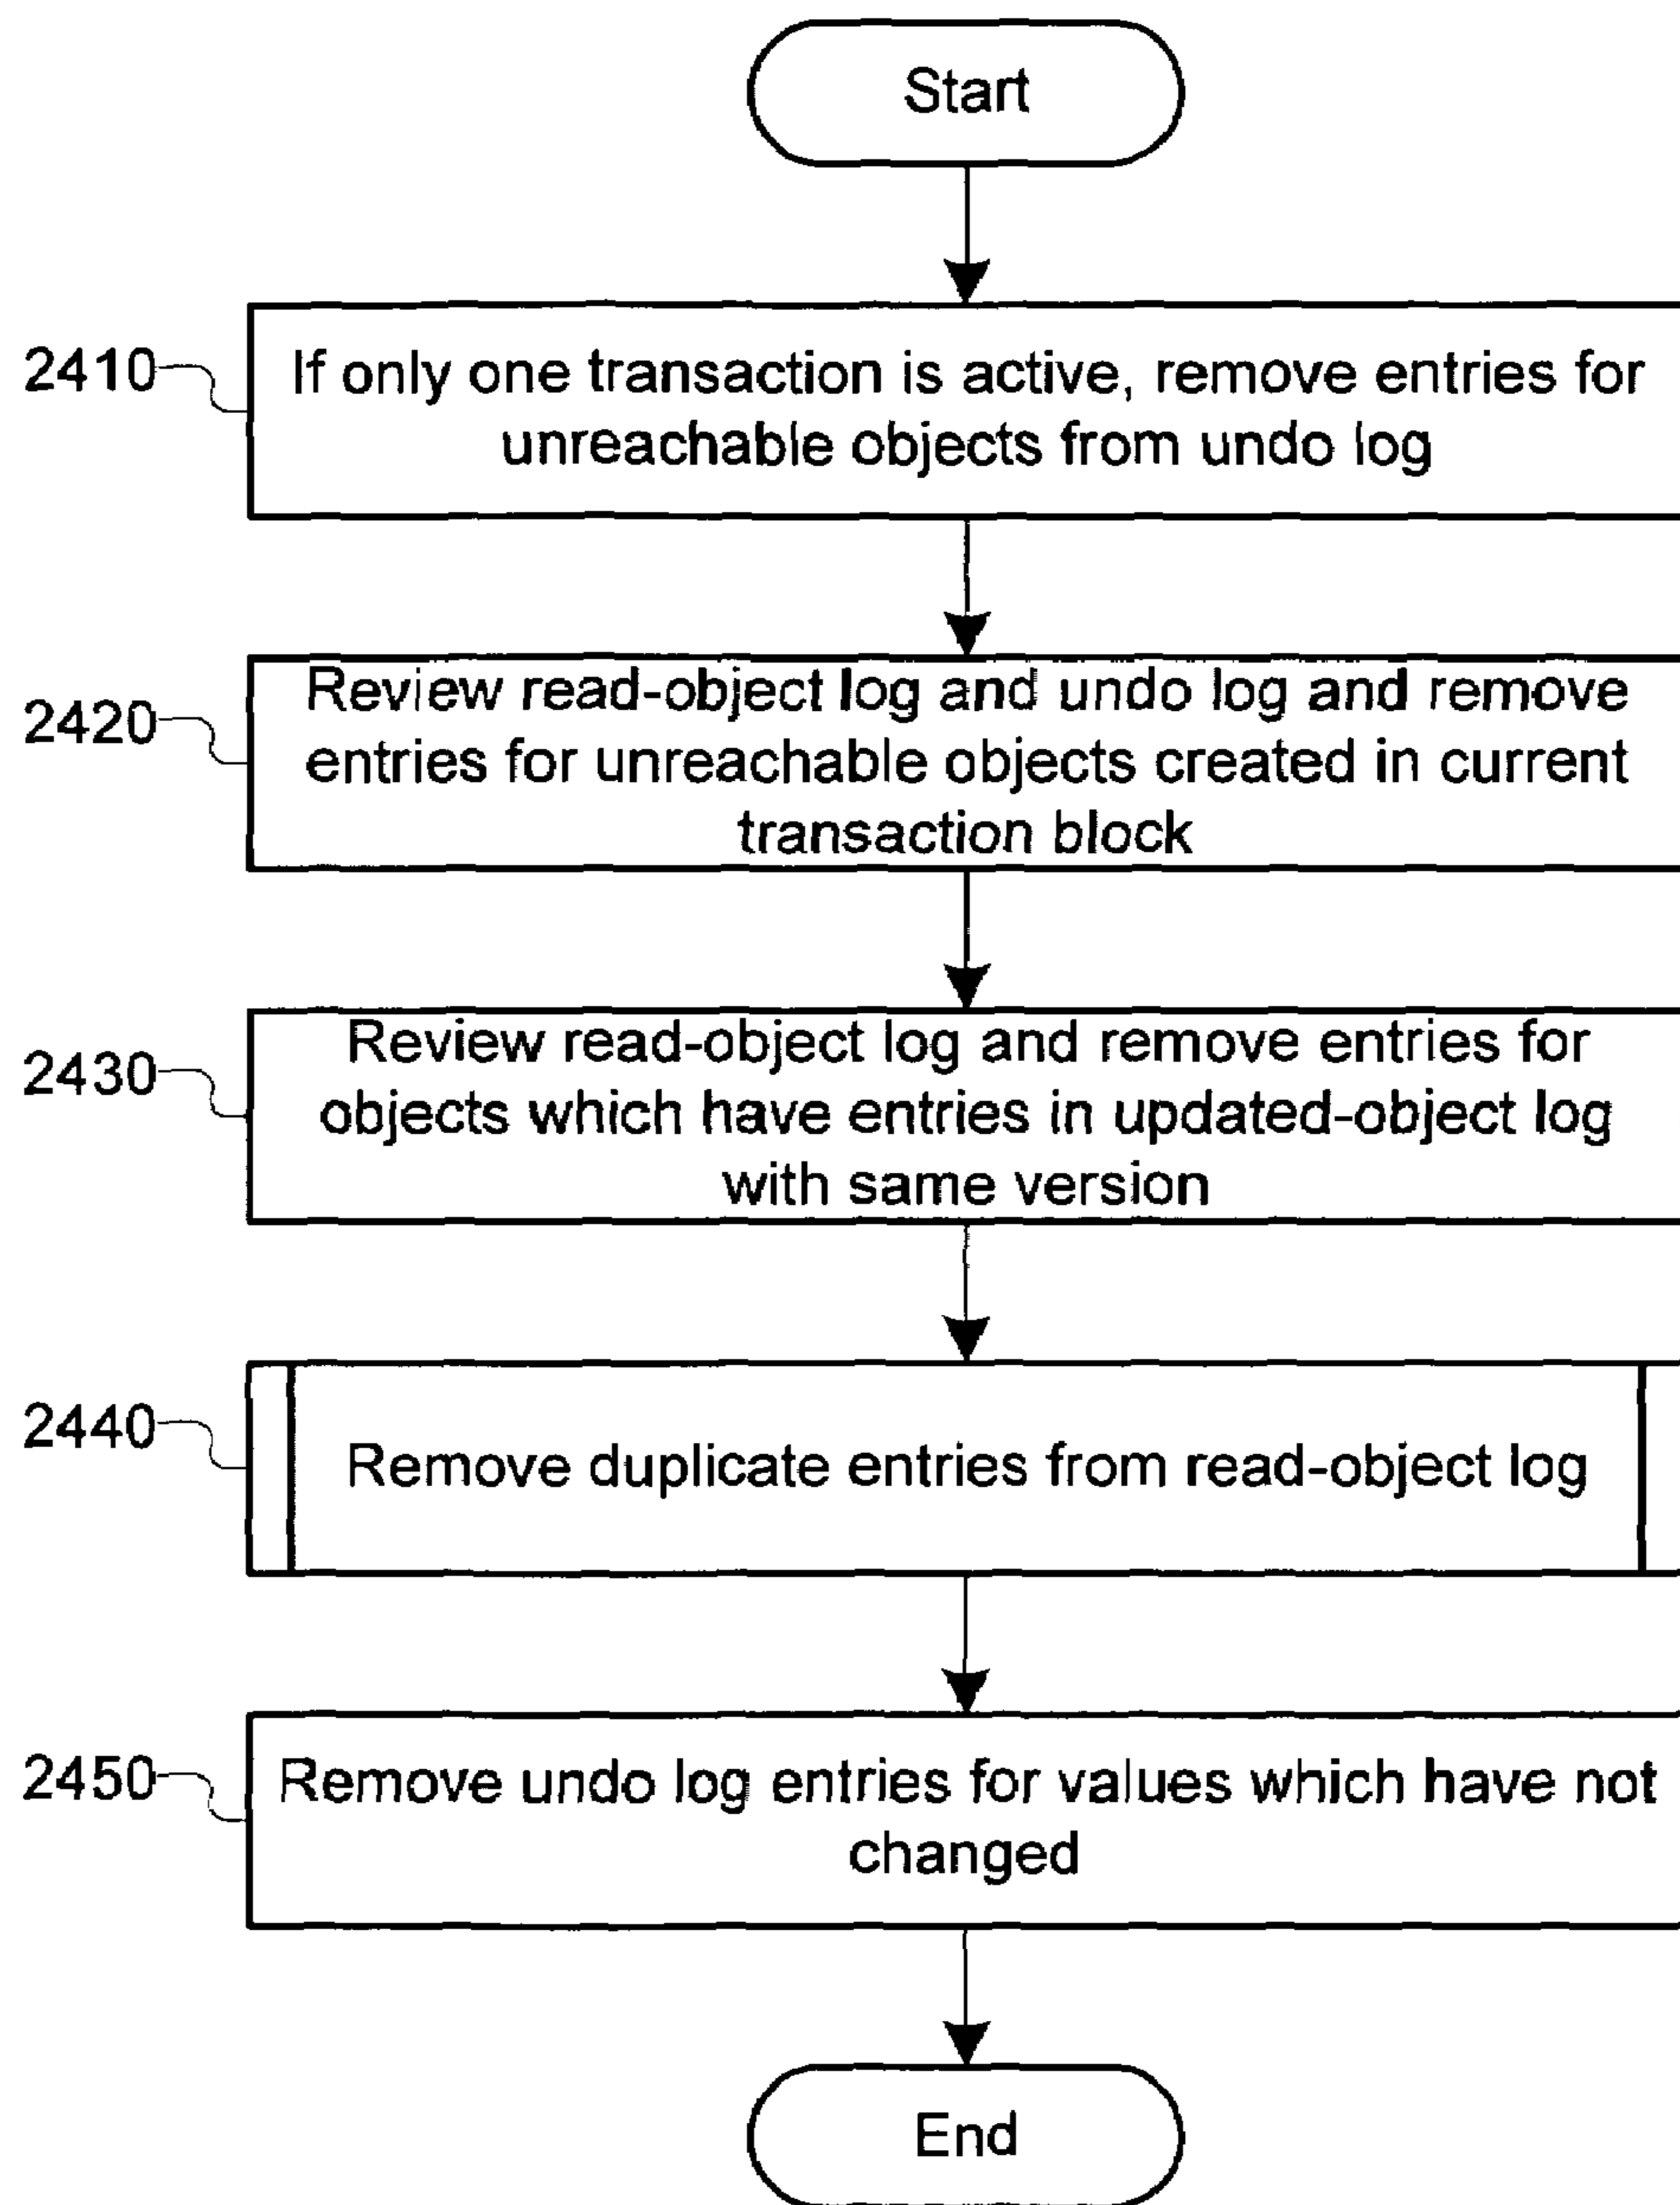 Start
2410
If only one transaction is active, remove entries for
unreachable objects from undo log
2420
Review read-object log and undo log and remove
entries for unreachable objects created in current
transaction block
2430
Review read-object log and remove entries for
objects which have entries in updated-object log
with same version
2440
Remove duplicate entries from read-object log
2450
Remove undo log entries for values which have not
changed
End